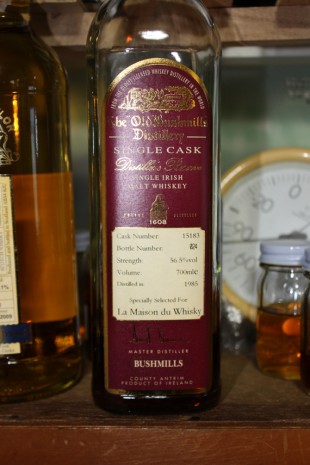 The Old Bushmills
Distillery
SINGLE CASK
Distiller's Reserve
SINGLE IRISH
MALT WHISKEY
1608
Cask Number: 15183
Bottle Number:
Strength: 56.5%vol
Volume: 700ml℮
Distilled in 1985
Specially Selected For
La Maison du Whisky
MASTER DISTILLER
BUSHMILLS
COUNTY ANTRIM
PRODUCT OF IRELAND